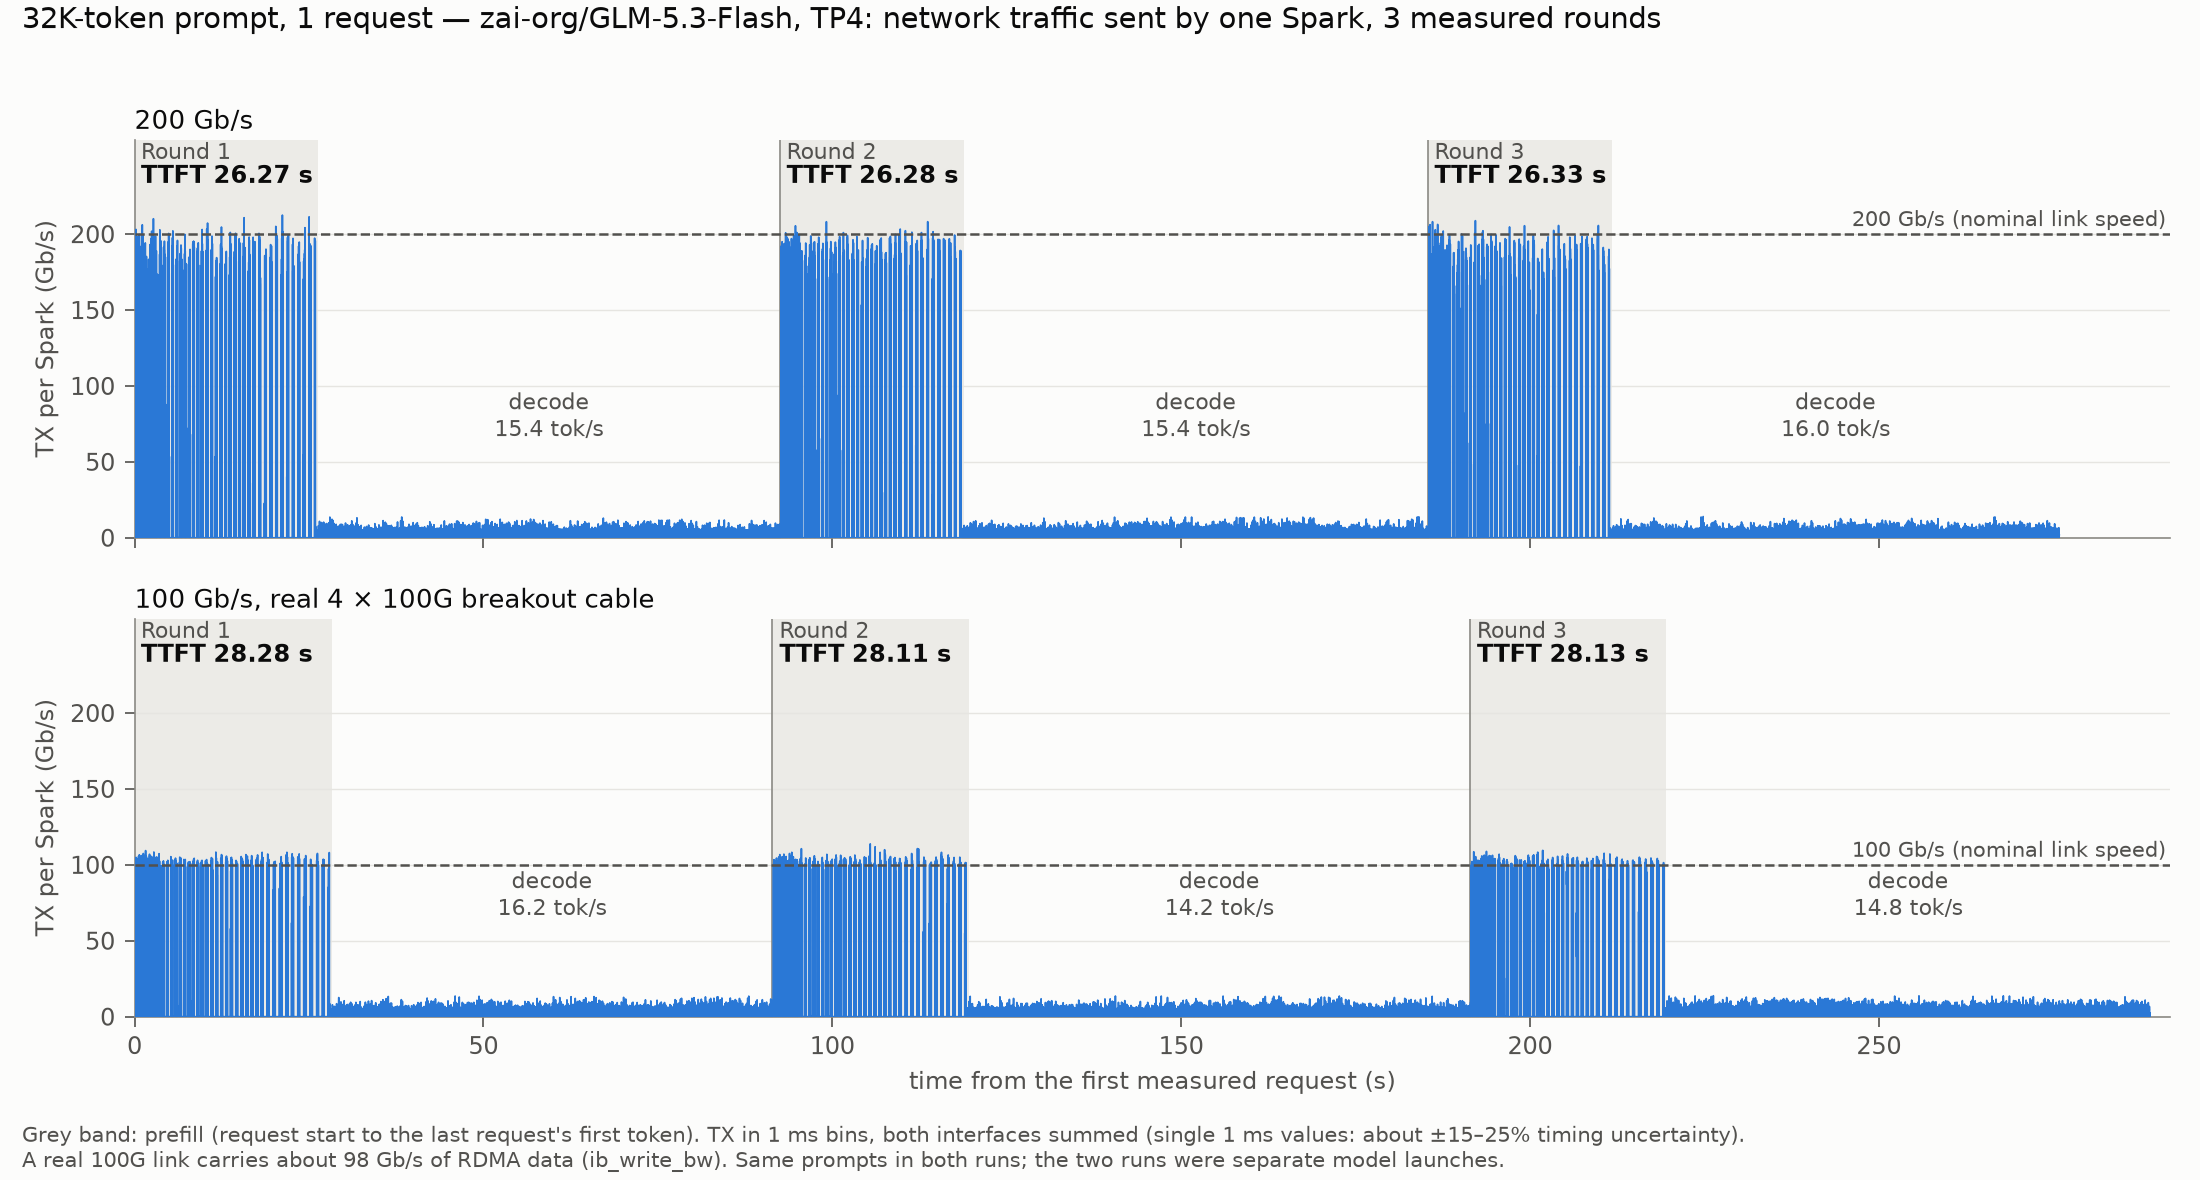 32K-token prompt, 1 request — zai-org/GLM-5.3-Flash, TP4: network traffic sent by one Spark, 3 measured rounds
200 Gb/s
Round 1
TTFT 26.27 s
Round 2
TTFT 26.28 s
Round 3
TTFT 26.33 s
200 Gb/s (nominal link speed)
TX per Spark (Gb/s)
200
150
100
50
0
decode
15.4 tok/s
decode
15.4 tok/s
decode
16.0 tok/s
100 Gb/s, real 4 × 100G breakout cable
Round 1
TTFT 28.28 s
Round 2
TTFT 28.11 s
Round 3
TTFT 28.13 s
100 Gb/s (nominal link speed)
TX per Spark (Gb/s)
200
150
100
50
0
decode
16.2 tok/s
decode
14.2 tok/s
decode
14.8 tok/s
0
50
100
150
200
250
time from the first measured request (s)
Grey band: prefill (request start to the last request's first token). TX in 1 ms bins, both interfaces summed (single 1 ms values: about ±15–25% timing uncertainty).
A real 100G link carries about 98 Gb/s of RDMA data (ib_write_bw). Same prompts in both runs; the two runs were separate model launches.